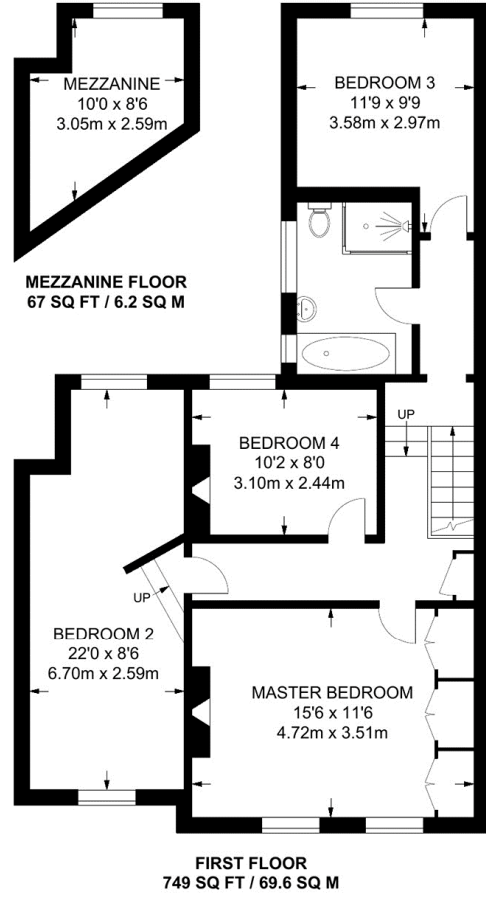 MEZZANINE
10'0 x 8'6
3.05m x 2.59m
MEZZANINE FLOOR
67 SQ FT / 6.2 SQ M
BEDROOM 3
11'9 x 9'9
3.58m x 2.97m
UP
BEDROOM 4
10'2 x 8'0
3.10m x 2.44m
UP
BEDROOM 2
22'0 x 8'6
6.70m x 2.59m
MASTER BEDROOM
15'6 x 11'6
4.72m x 3.51m
FIRST FLOOR
749 SQ FT / 69.6 SQ M